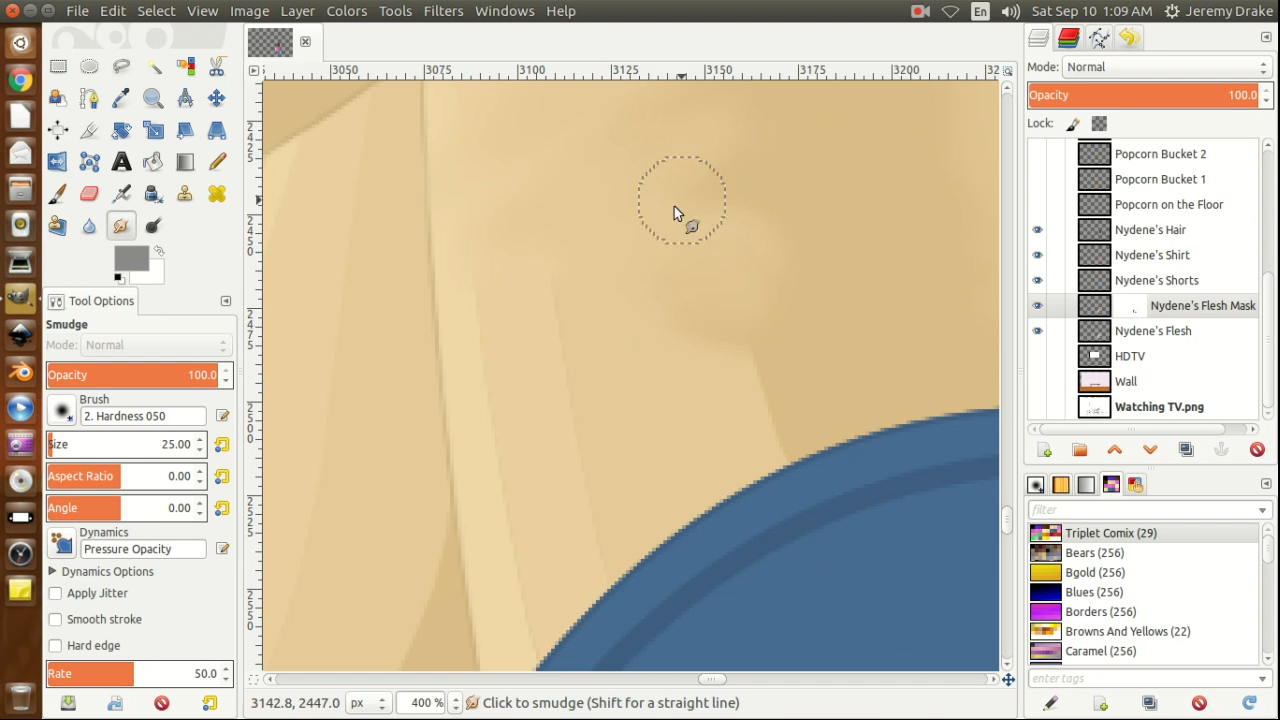 File Edit Select View Image Layer Colors Tools Filters Windows Help
En Sat Sep 10 1:09 AM Jeremy Drake
3050 3075 3100 3125 3150 3175 3200
Mode: Normal
Opacity 100.0
Lock:
Popcorn Bucket 2
Popcorn Bucket 1
Popcorn on the Floor
Nydene's Hair
Nydene's Shirt
Nydene's Shorts
Nydene's Flesh Mask
Nydene's Flesh
HDTV
Wall
Watching TV.png
filter
Triplet Comix (29)
Bears (256)
Bgold (256)
Blues (256)
Borders (256)
Browns And Yellows (22)
Caramel (256)
enter tags
Tool Options
Smudge
Mode: Normal
Opacity 100.0
Brush
2. Hardness 050
Size 25.00
Aspect Ratio 0.00
Angle 0.00
Dynamics
Pressure Opacity
Dynamics Options
Apply Jitter
Smooth stroke
Hard edge
Rate 50.0
2425
2450
2475
2500
2525
2550
3142.8, 2447.0 px 400 % Click to smudge (Shift for a straight line)